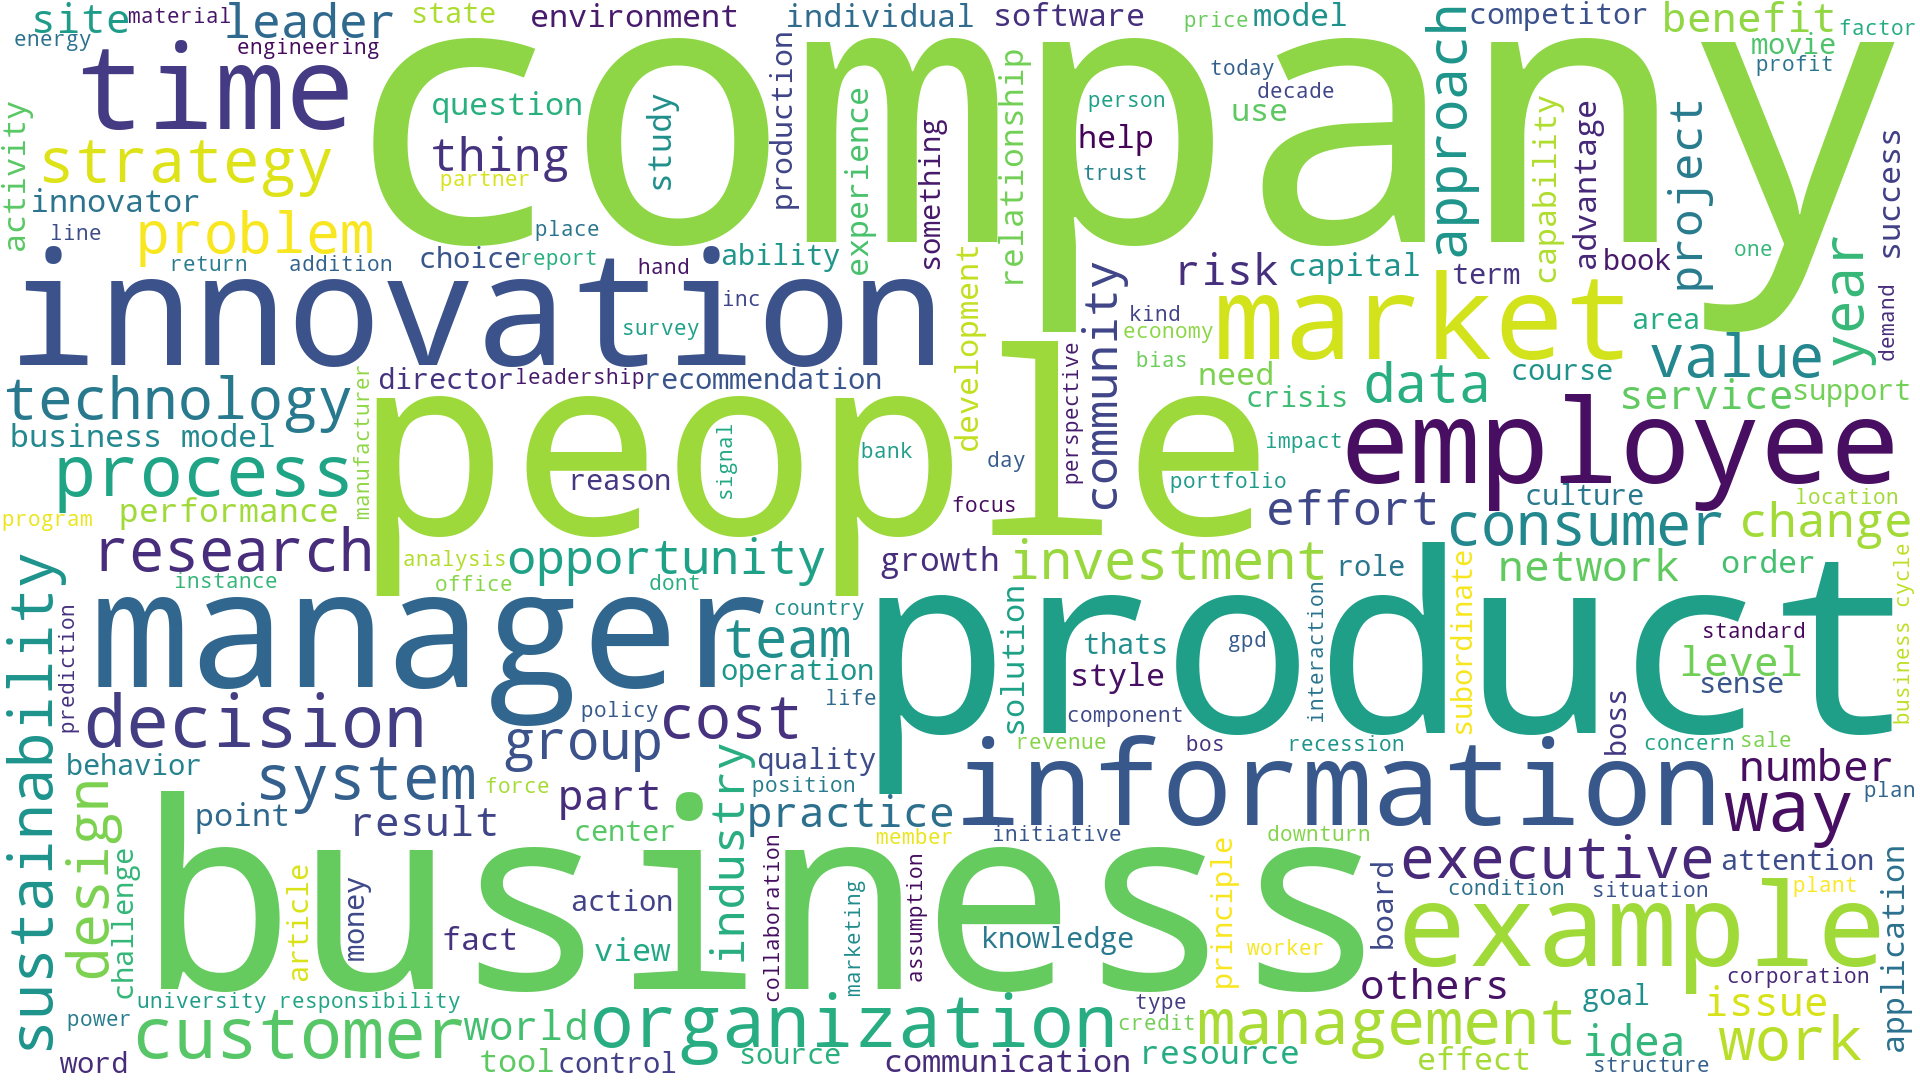 site
material
leader
state
environment
individual
software
price
model
competitor
benefit
factor
energy
engineering
movie
profit
time
company
question
thing
partner
study
production
experience
something
relationship
person
help
trust
today
decade
use
approach
capability
advantage
project
success
activity
strategy
innovator
problem
line
return
addition
choice
place
report
hand
ability
inc
survey
innovation
development
community
risk
capital
term
book
one
year
demand
kind
economy
bias
market
area
value
technology
director
leadership
recommendation
perspective
need
crisis
data
course
service
support
business model
manufacturer
people
signal
bank
day
impact
employee
process
reason
focus
portfolio
effort
culture
location
program
performance
consumer
change
research
analysis
opportunity
growth
investment
role
network
order
business cycle
instance
office
dont
country
sustainability
prediction
manager
team
operation
product
solution
thats
style
gpd
interaction
subordinate
standard
level
sense
decision
group
policy
cost
life
component
boss
behavior
system
force
quality
position
revenue
bos
recession
concern
sale
number
design
point
result
part
center
industry
practice
information
way
plan
member
initiative
downturn
challenge
business
executive
attention
application
article
money
action
fact
view
collaboration
marketing
assumption
knowledge
principle
worker
board
condition
situation
plant
example
university
responsibility
others
corporation
power
customer
world
organization
type
credit
management
goal
issue
idea
work
word
tool
control
source
communication
resource
effect
structure